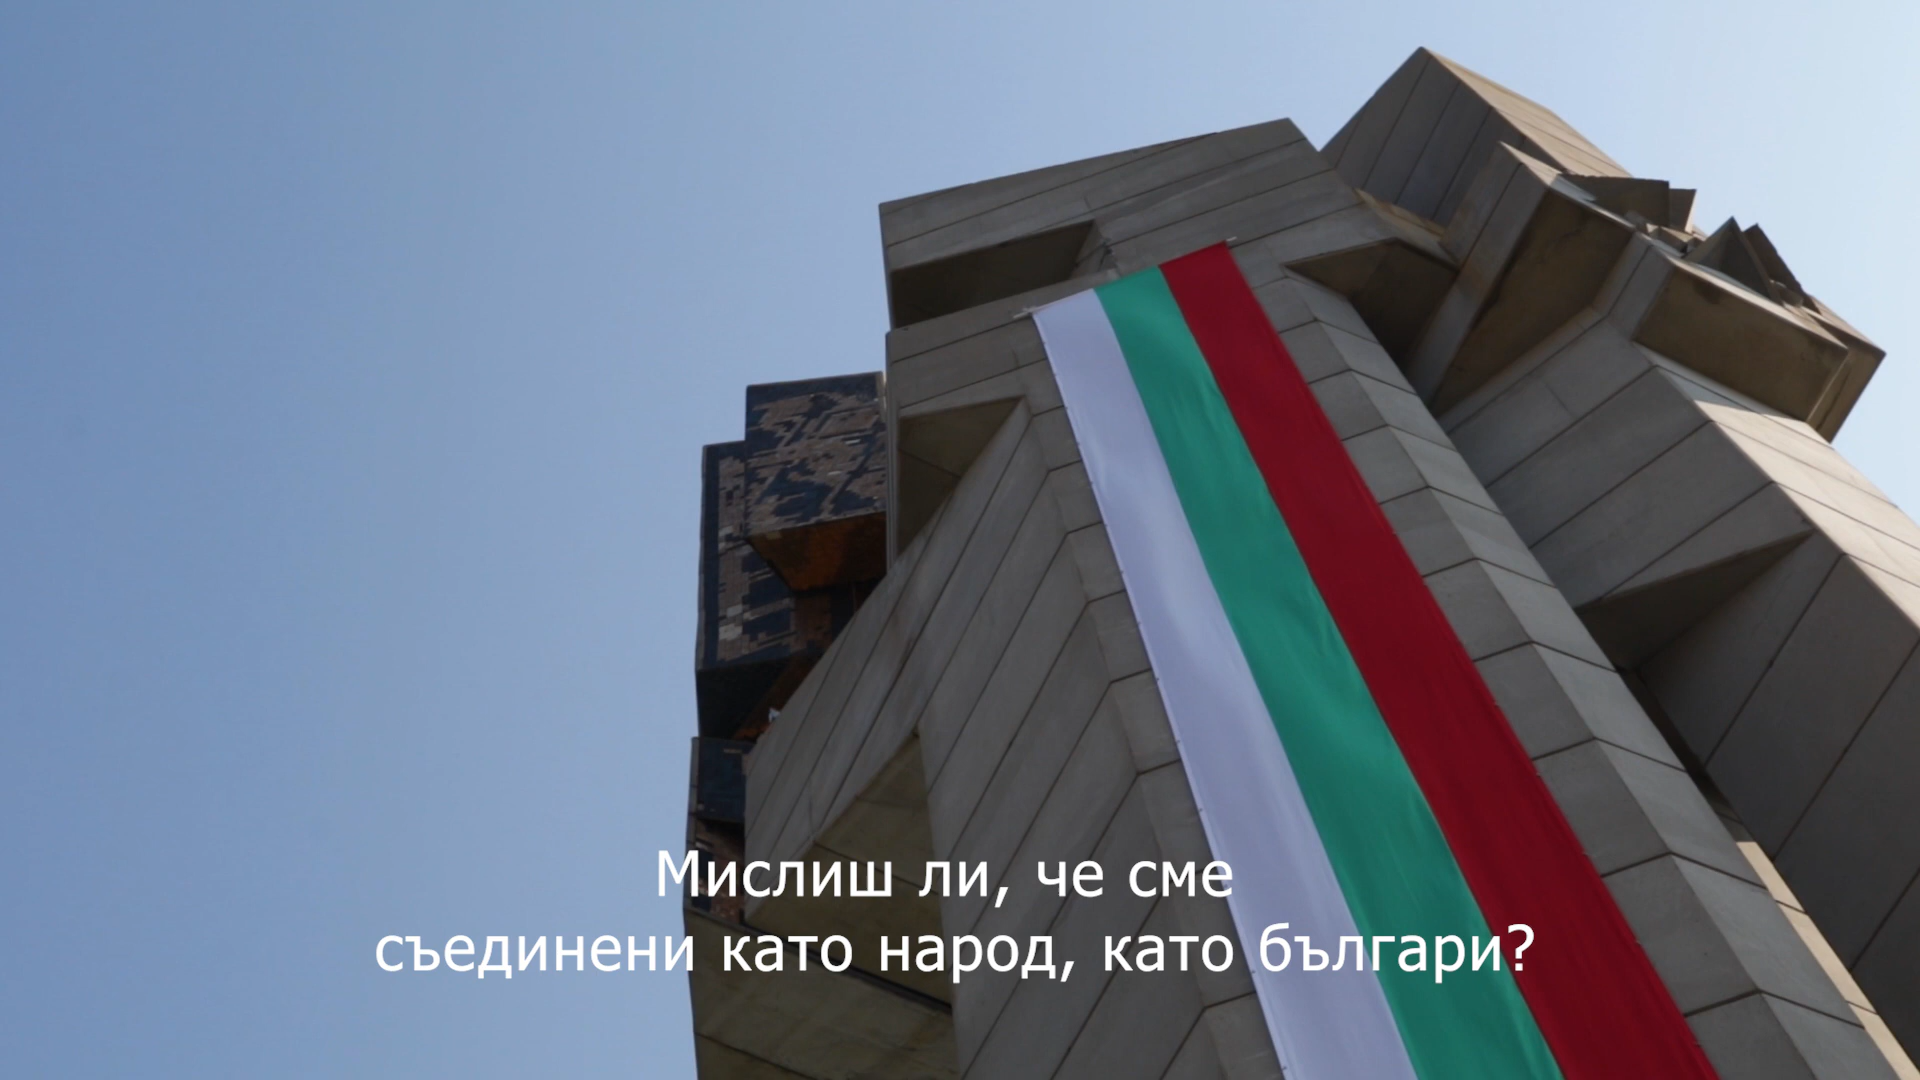 Мислиш ли, че сме
съединени като народ, като българи?